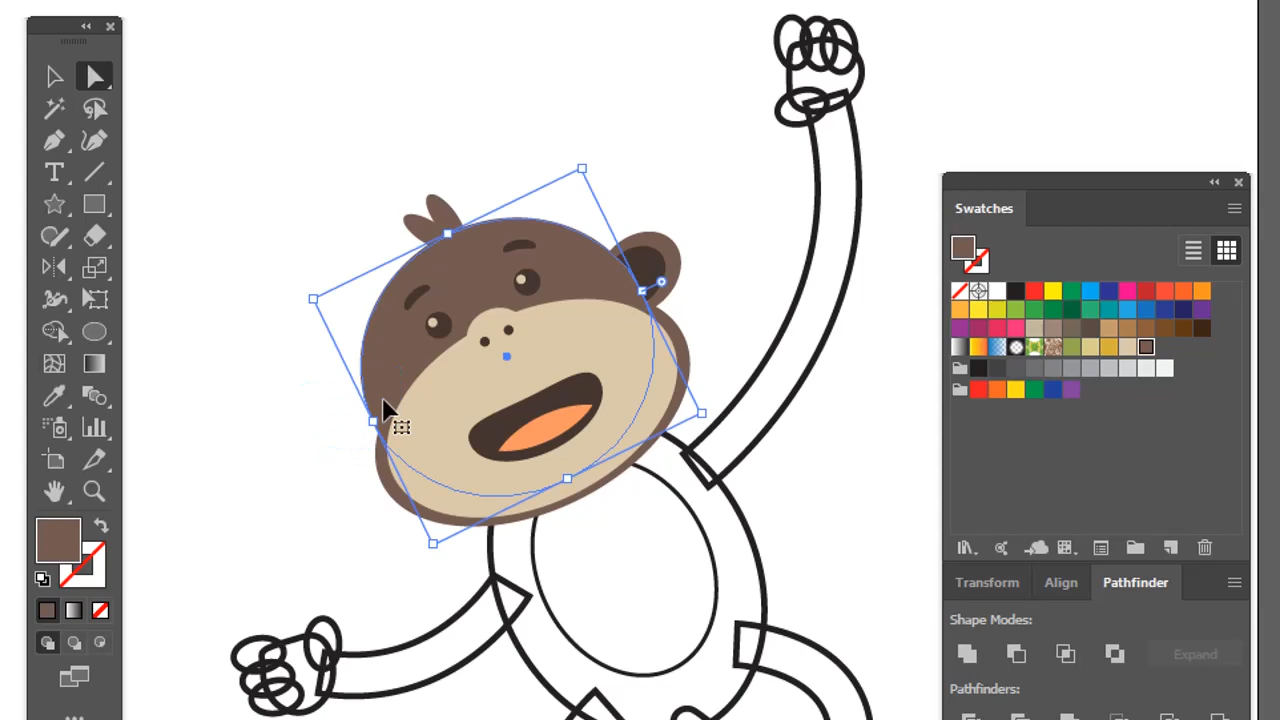 Swatches
Transform Align Pathfinder
Shape Modes:
Expand
Pathfinders: